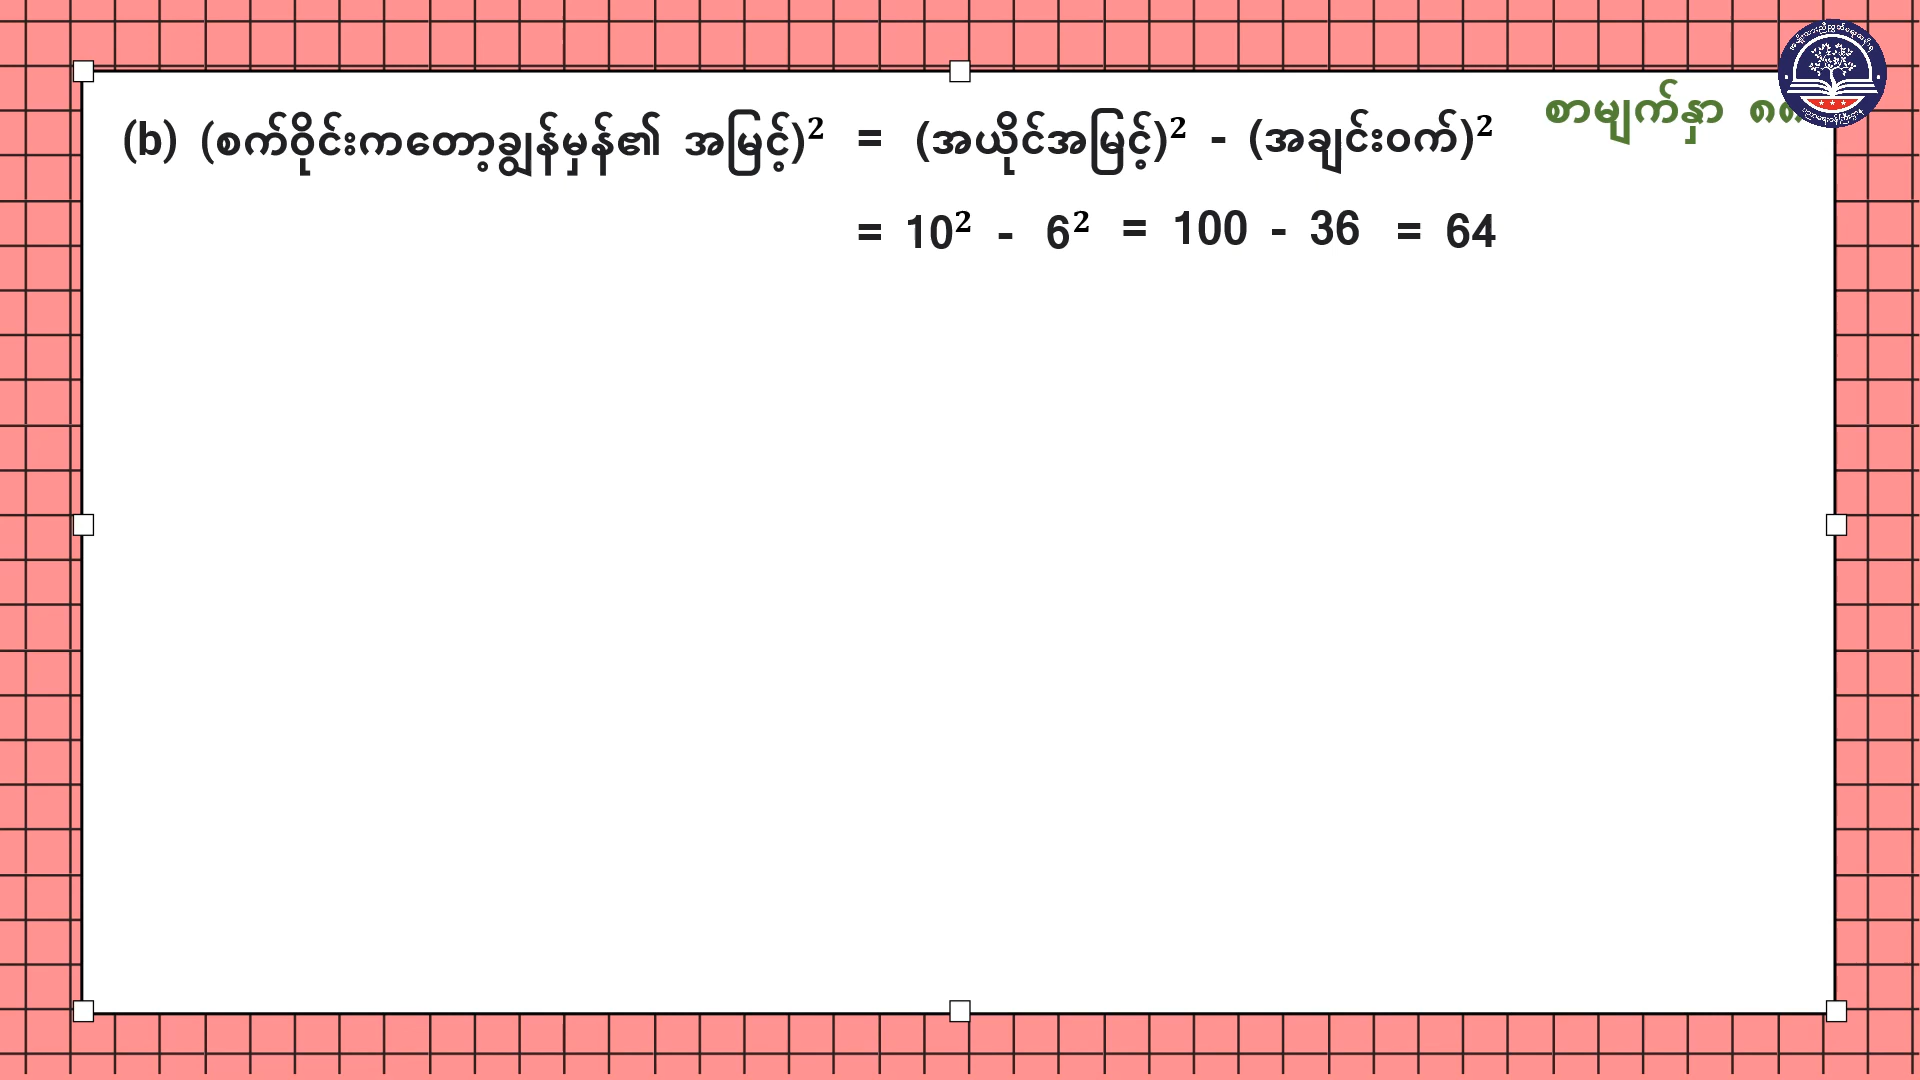 (b) (စက်ဝိုင်းကတော့ချွန်မှန်၏ အမြင့်)² = (အယိုင်အမြင့်)² - (အချင်းဝက်)²
စာမျက်နှာ
= 10² - 6² = 100 - 36 = 64